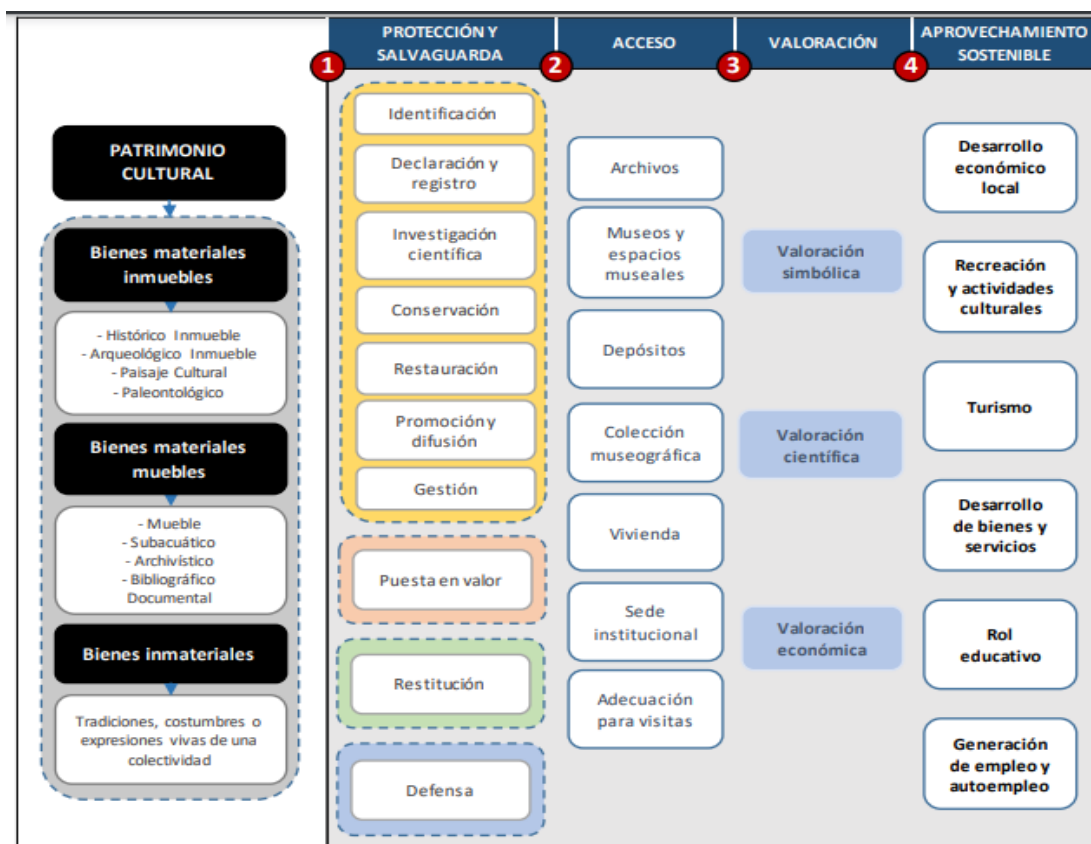 PATRIMONIO
CULTURAL
Bienes materiales
inmuebles
- Histórico Inmueble
- Arqueológico Inmueble
- Paisaje Cultural
- Paleontológico
Bienes materiales
muebles
- Mueble
- Subacuático
- Archivístico
- Bibliográfico
Documental
Bienes inmateriales
Tradiciones, costumbres o
expresiones vivas de una
colectividad
1
PROTECCIÓN Y
SALVAGUARDA
Identificación
Declaración y
registro
Investigación
científica
Conservación
Restauración
Promoción y
difusión
Gestión
Puesta en valor
Restitución
Defensa
2
ACCESO
Archivos
Museos y
espacios
museales
Depósitos
Colección
museográfica
Vivienda
Sede
institucional
Adecuación
para visitas
3
VALORACIÓN
Valoración
simbólica
Valoración
científica
Valoración
económica
4
APROVECHAMIENTO
SOSTENIBLE
Desarrollo
económico
local
Recreación
y actividades
culturales
Turismo
Desarrollo
de bienes y
servicios
Rol
educativo
Generación
de empleo y
autoempleo